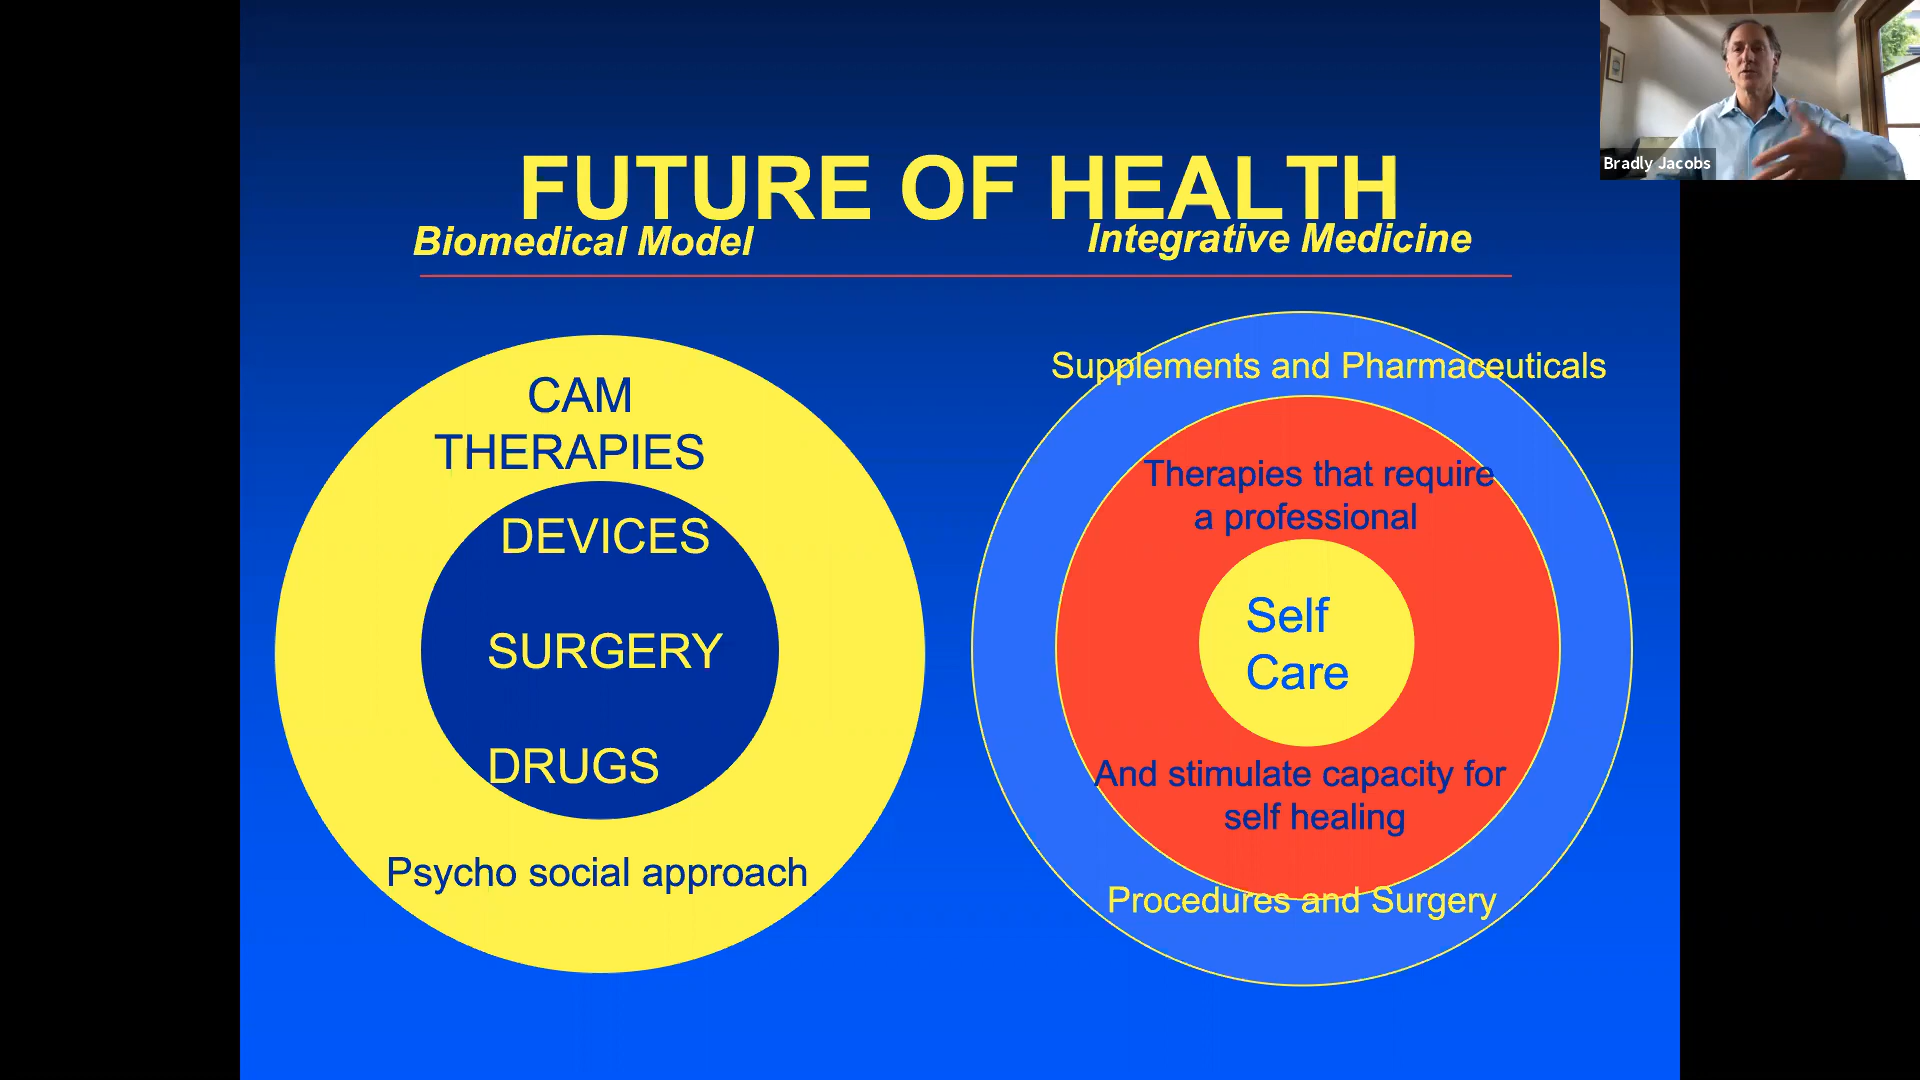 Bradly Jacobs
FUTURE OF HEALTH
Biomedical Model
Integrative Medicine
CAM
THERAPIES
DEVICES
SURGERY
DRUGS
Psycho social approach
Supplements and Pharmaceuticals
Therapies that require
a professional
Self
Care
And stimulate capacity for
self healing
Procedures and Surgery